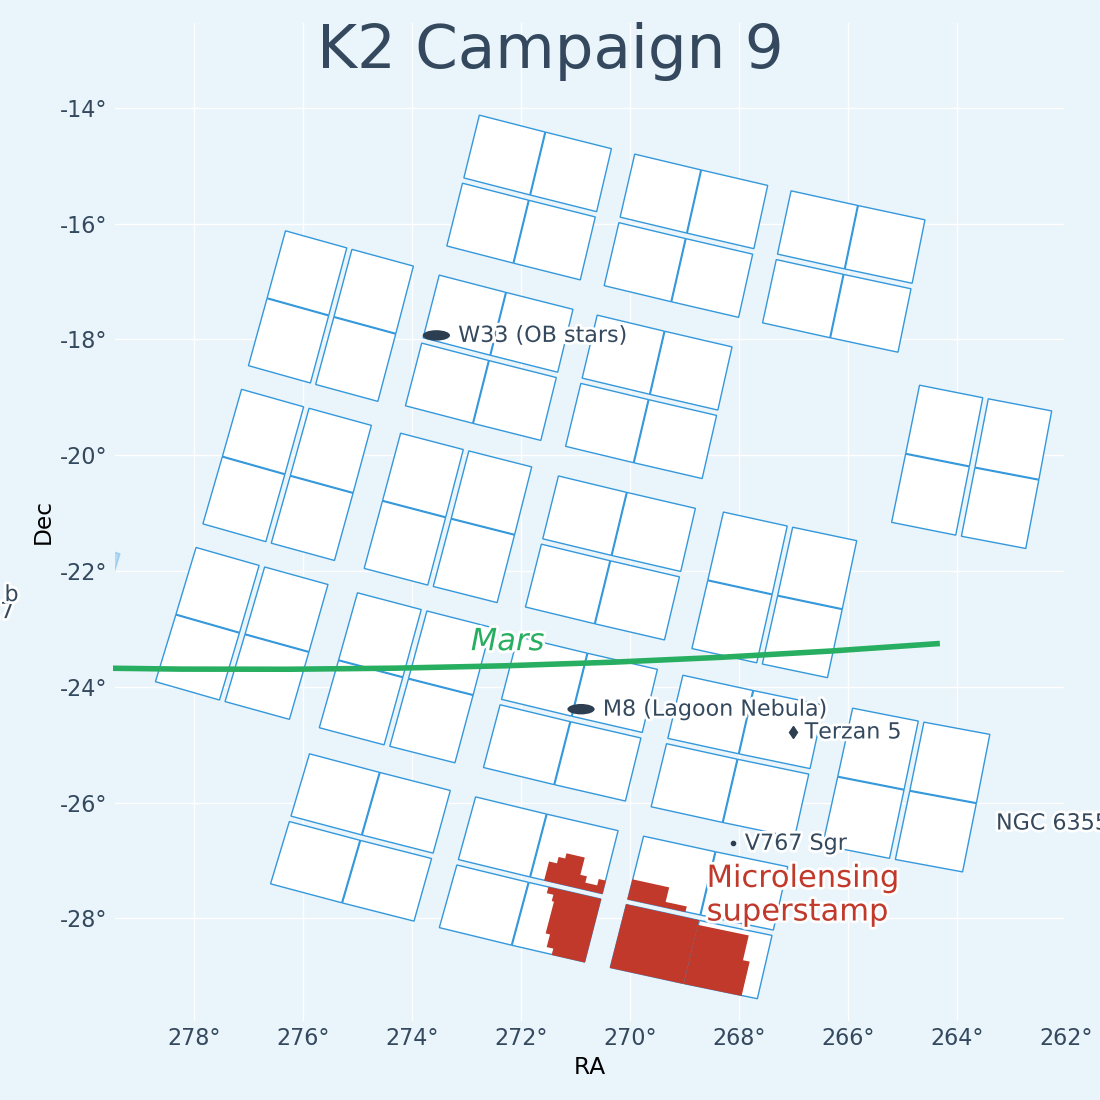 K2 Campaign 9
-14°
-16°
-18°
-20°
-22°
-24°
-26°
-28°
Dec
W33 (OB stars)
b
7
Mars
M8 (Lagoon Nebula)
Terzan 5
NGC 6355
V767 Sgr
Microlensing
superstamp
278°
276°
274°
272°
270°
268°
266°
264°
262°
RA